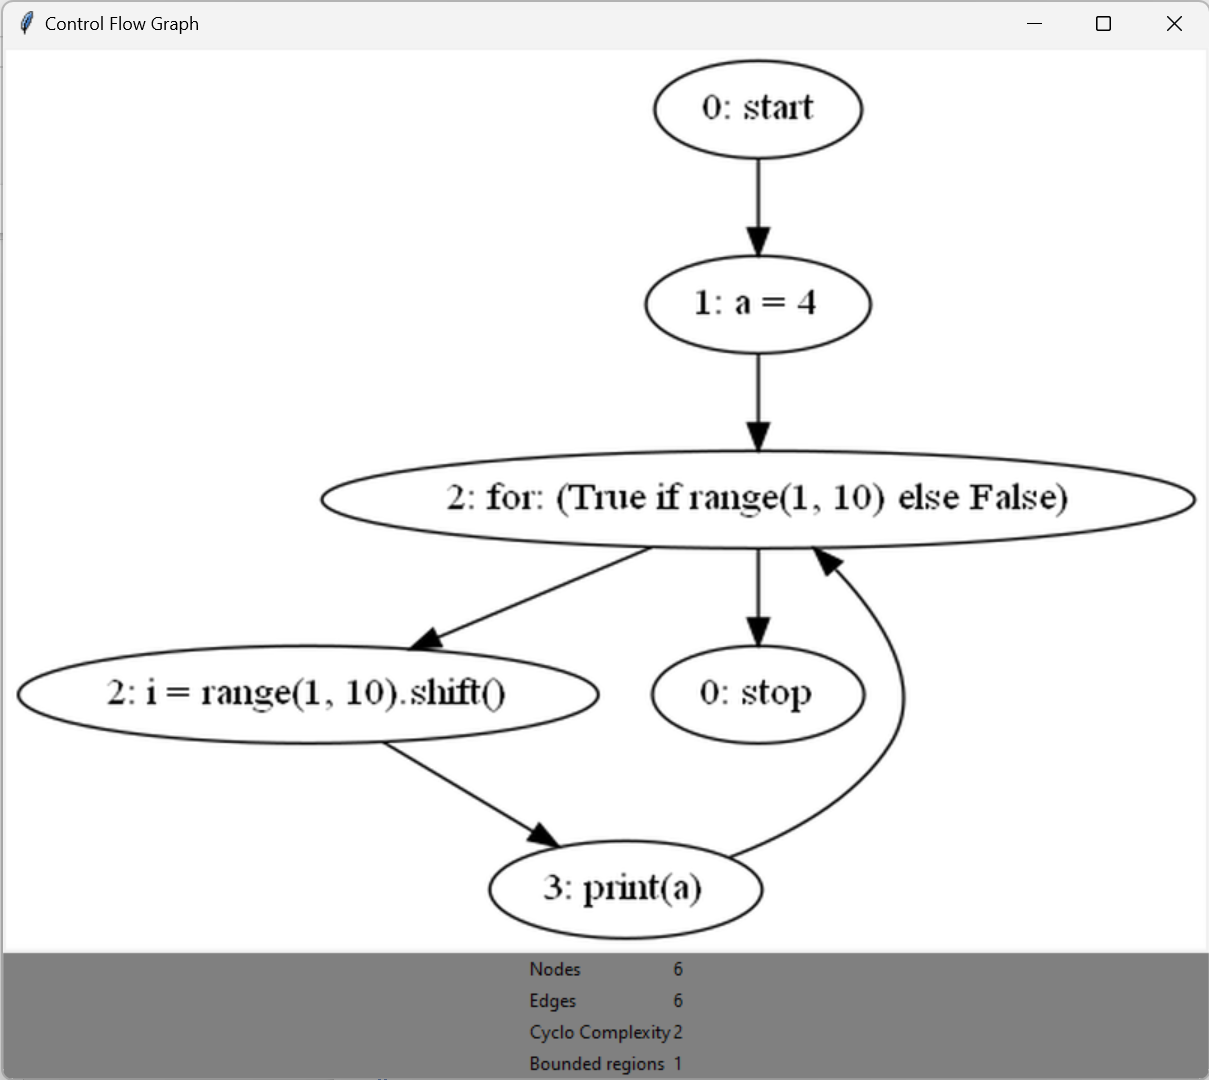 Control Flow Graph
0: start
1: a = 4
2: for: (True if range(1, 10) else False)
2: i = range(1, 10).shift()
0: stop
3: print(a)
Nodes 6
Edges 6
Cyclo Complexity 2
Bounded regions 1